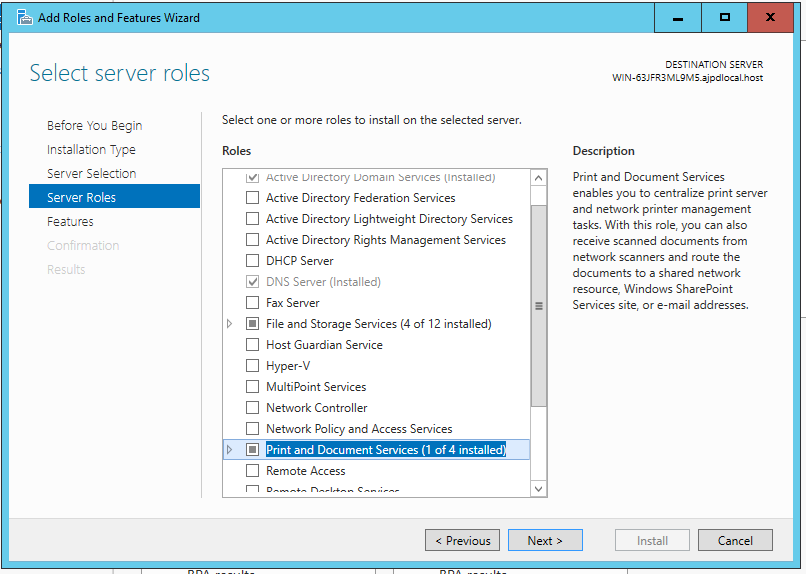 Add Roles and Features Wizard
Select server roles
DESTINATION SERVER
WIN-63JFR3ML9M5.ajpdlocal.host
Before You Begin
Installation Type
Server Selection
Server Roles
Features
Confirmation
Results
Select one or more roles to install on the selected server.
Roles
Active Directory Domain Services (Installed)
Active Directory Federation Services
Active Directory Lightweight Directory Services
Active Directory Rights Management Services
DHCP Server
DNS Server (Installed)
Fax Server
File and Storage Services (4 of 12 installed)
Host Guardian Service
Hyper-V
MultiPoint Services
Network Controller
Network Policy and Access Services
Print and Document Services (1 of 4 installed)
Remote Access
Remote Desktop Services
Description
Print and Document Services
enables you to centralize print server
and network printer management
tasks. With this role, you can also
receive scanned documents from
network scanners and route the
documents to a shared network
resource, Windows SharePoint
Services site, or e-mail addresses.
< Previous
Next >
Install
Cancel
BPA results
BPA results